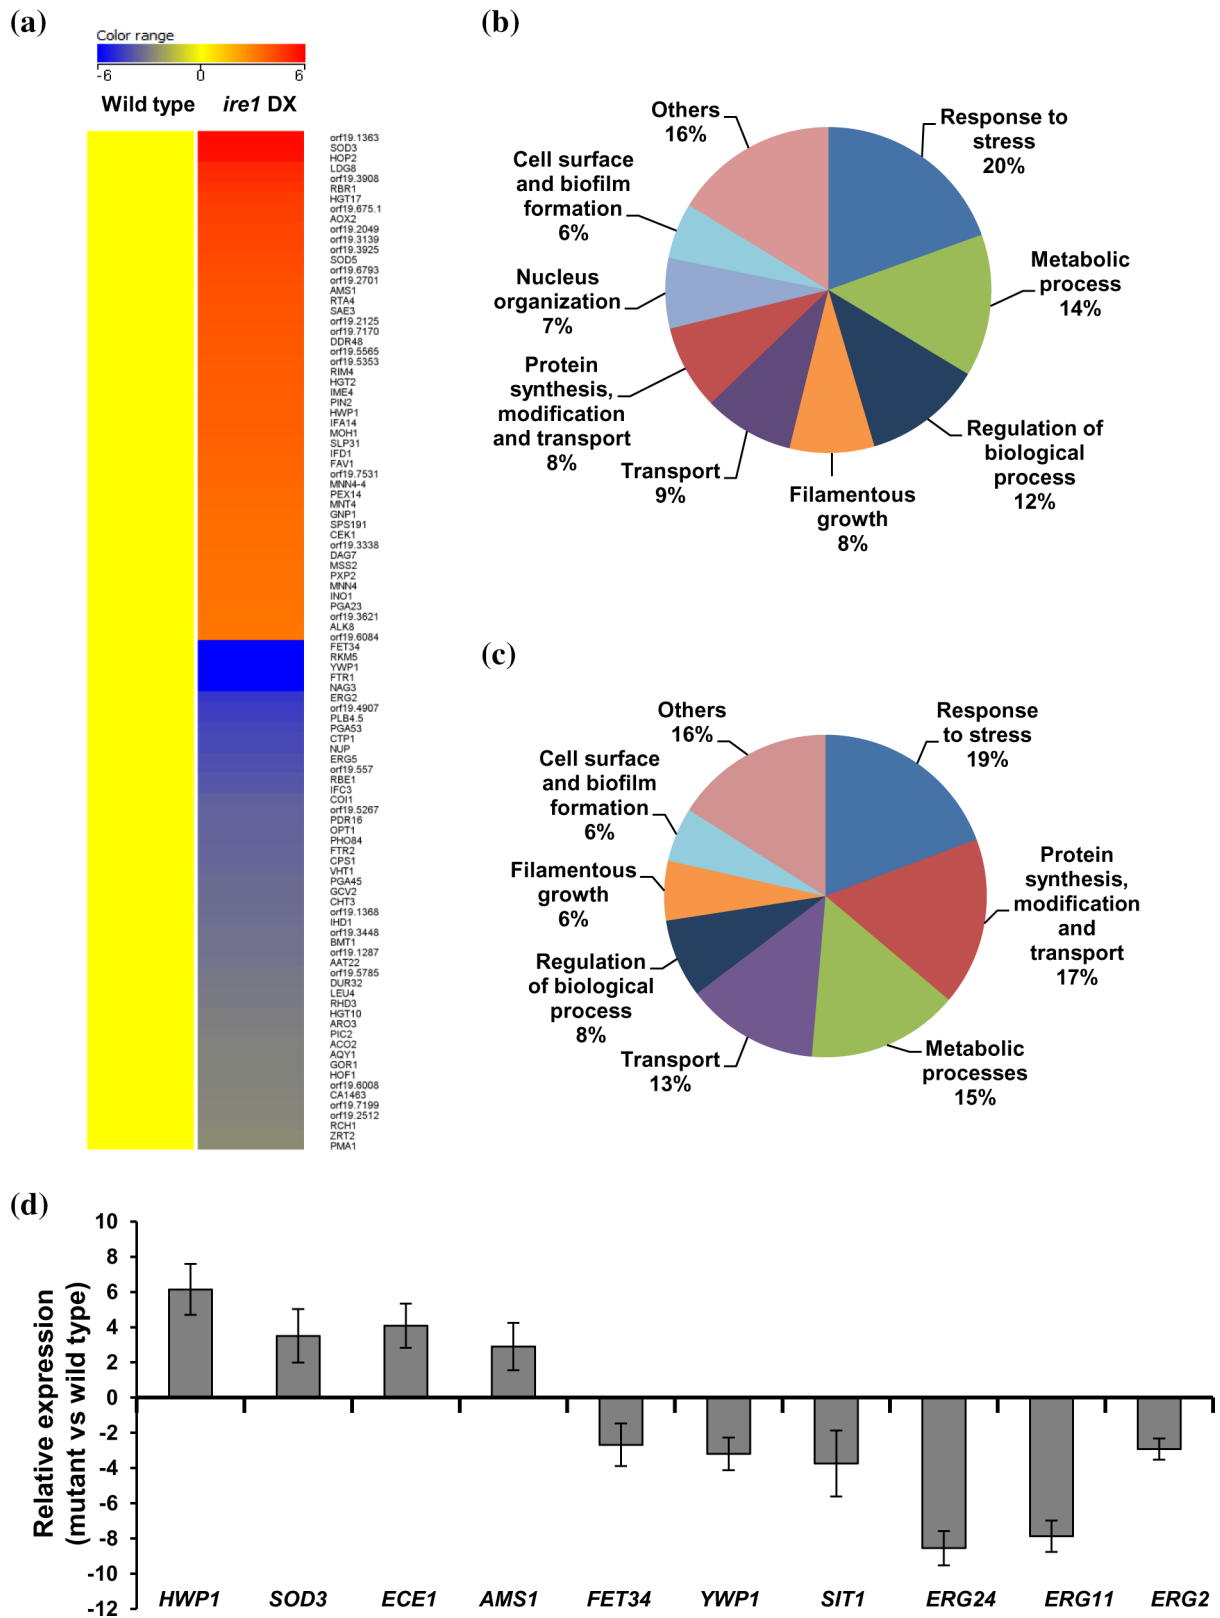 (a)
Color range
-6 0 6
Wild type ire1 DX
orf19.1363
SOD3
HOP2
LDG8
orf19.3908
RBR1
HGT17
orf19.675.1
AOX2
orf19.2049
orf19.3139
orf19.3925
SOD5
orf19.6793
orf19.2701
AMS1
RTA4
SAE3
orf19.2125
orf19.7170
DDR48
orf19.5565
orf19.5353
RIM4
HGT2
IME4
PIN2
HWP1
IFA14
MOH1
SLP31
IFD1
FAV1
orf19.7531
MNN4-4
PEX14
MNT4
GNP1
SPS191
CEK1
orf19.3338
DAG7
MSS2
PXP2
MNN4
INO1
PGA23
orf19.3621
ALK8
orf19.6084
FET34
RKM5
YWP1
FTR1
NAG3
ERG2
orf19.4907
PLB4.5
PGA53
CTP1
NUP
ERG5
orf19.557
RBE1
IFC3
COI1
orf19.5267
PDR16
OPT1
PHO84
FTR2
CPS1
VHT1
PGA45
GCV2
CHT3
orf19.1368
IHD1
orf19.3448
BMT1
orf19.1287
AAT22
orf19.5785
DUR32
LEU4
RHD3
HGT10
ARO3
PIC2
ACO2
AQY1
GOR1
HOF1
orf19.6008
CA1463
orf19.7199
orf19.2512
RCH1
ZRT2
PMA1
(b)
Response to
stress
20%
Metabolic
process
14%
Regulation of
biological
process
12%
Filamentous
growth
8%
Transport
9%
Protein
synthesis,
modification
and transport
8%
Nucleus
organization
7%
Cell surface
and biofilm
formation
6%
Others
16%
(c)
Response
to stress
19%
Protein
synthesis,
modification
and
transport
17%
Metabolic
processes
15%
Transport
13%
Regulation
of biological
process
8%
Filamentous
growth
6%
Cell surface
and biofilm
formation
6%
Others
16%
(d)
Relative expression
(mutant vs wild type)
10
8
6
4
2
0
-2
-4
-6
-8
-10
-12
HWP1 SOD3 ECE1 AMS1 FET34 YWP1 SIT1 ERG24 ERG11 ERG2